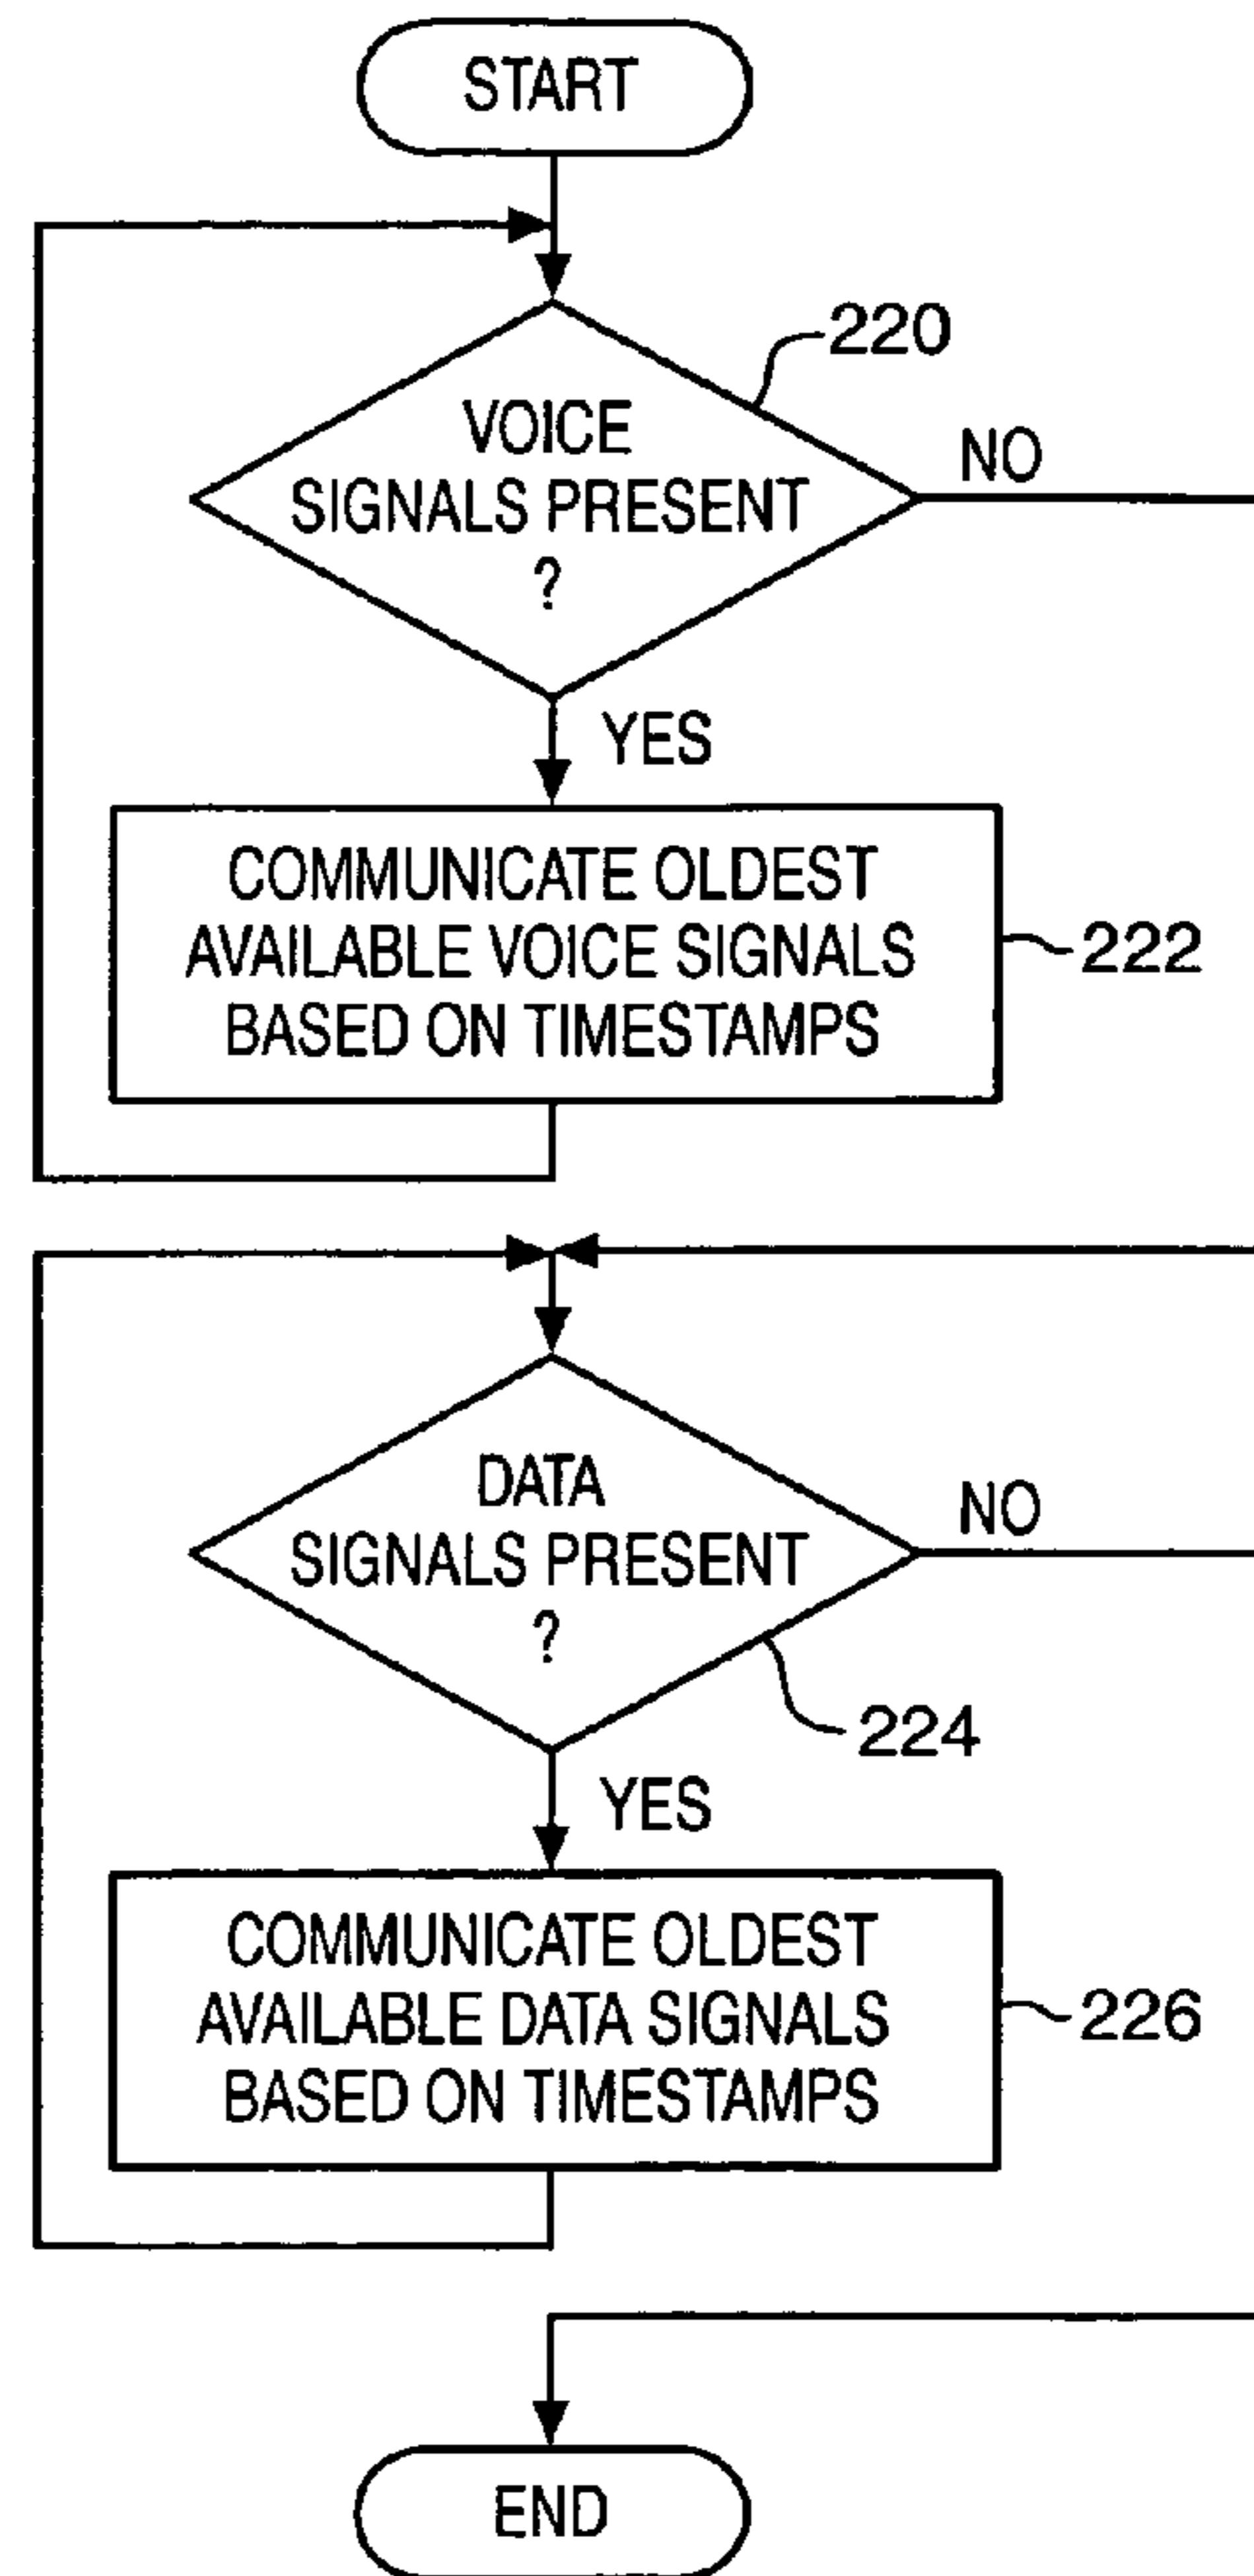 START
220
VOICE
SIGNALS PRESENT
?
NO
YES
COMMUNICATE OLDEST
AVAILABLE VOICE SIGNALS
BASED ON TIMESTAMPS
222
DATA
SIGNALS PRESENT
?
NO
224
YES
COMMUNICATE OLDEST
AVAILABLE DATA SIGNALS
BASED ON TIMESTAMPS
226
END